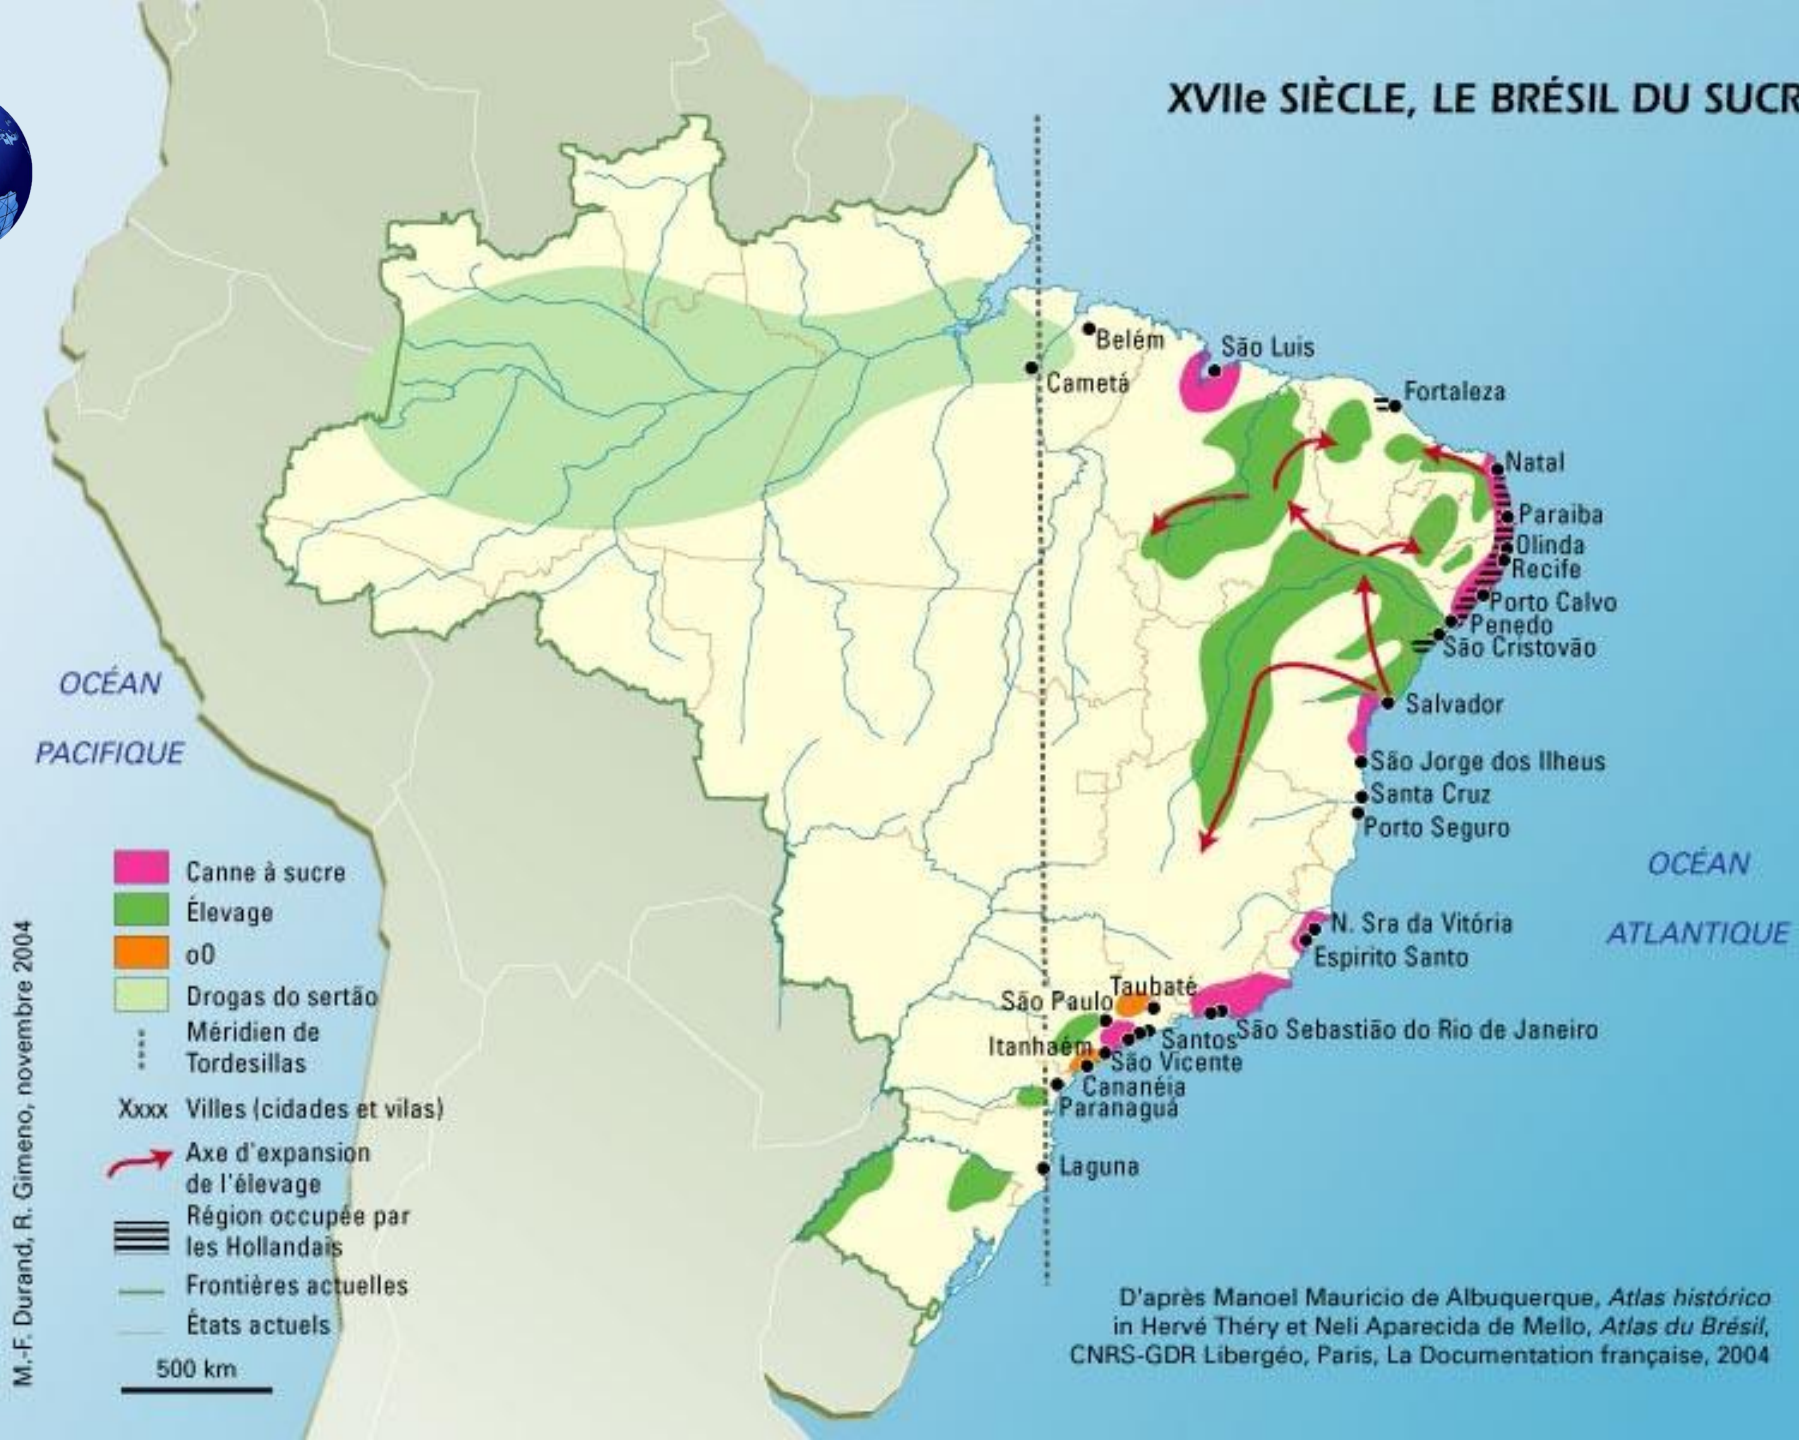 XVIIe SIÈCLE, LE BRÉSIL DU SUCR
Belém
São Luis
Cametá
Fortaleza
Natal
Paraiba
Olinda
Recife
Porto Calvo
Penedo
São Cristovão
OCÉAN
PACIFIQUE
Salvador
São Jorge dos Ilheus
Santa Cruz
Porto Seguro
OCÉAN
ATLANTIQUE
N. Sra da Vitória
Espirito Santo
Taubaté
São Paulo
São Sebastião do Rio de Janeiro
Santos
Itanhaém
São Vicente
Cananéia
Paranaguá
Laguna
Canne à sucre
Élevage
o0
Drogas do sertão
Méridien de
Tordesillas
Xxxx Villes (cidades et vilas)
Axe d'expansion
de l'élevage
Région occupée par
les Hollandais
Frontières actuelles
États actuels
500 km
M.-F. Durand, R. Gimeno, novembre 2004
D'après Manoel Mauricio de Albuquerque, Atlas histórico
in Hervé Théry et Neli Aparecida de Mello, Atlas du Brésil,
CNRS-GDR Libergéo, Paris, La Documentation française, 2004